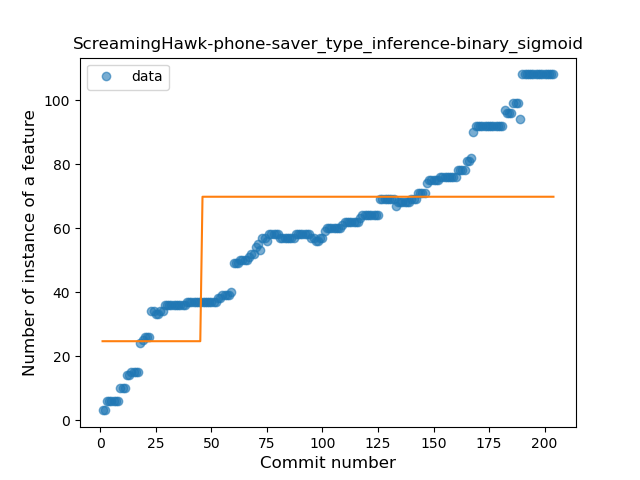 ScreamingHawk-phone-saver_type_inference-binary_sigmoid
data
Number of instance of a feature
100
80
60
40
20
0
0 25 50 75 100 125 150 175 200
Commit number